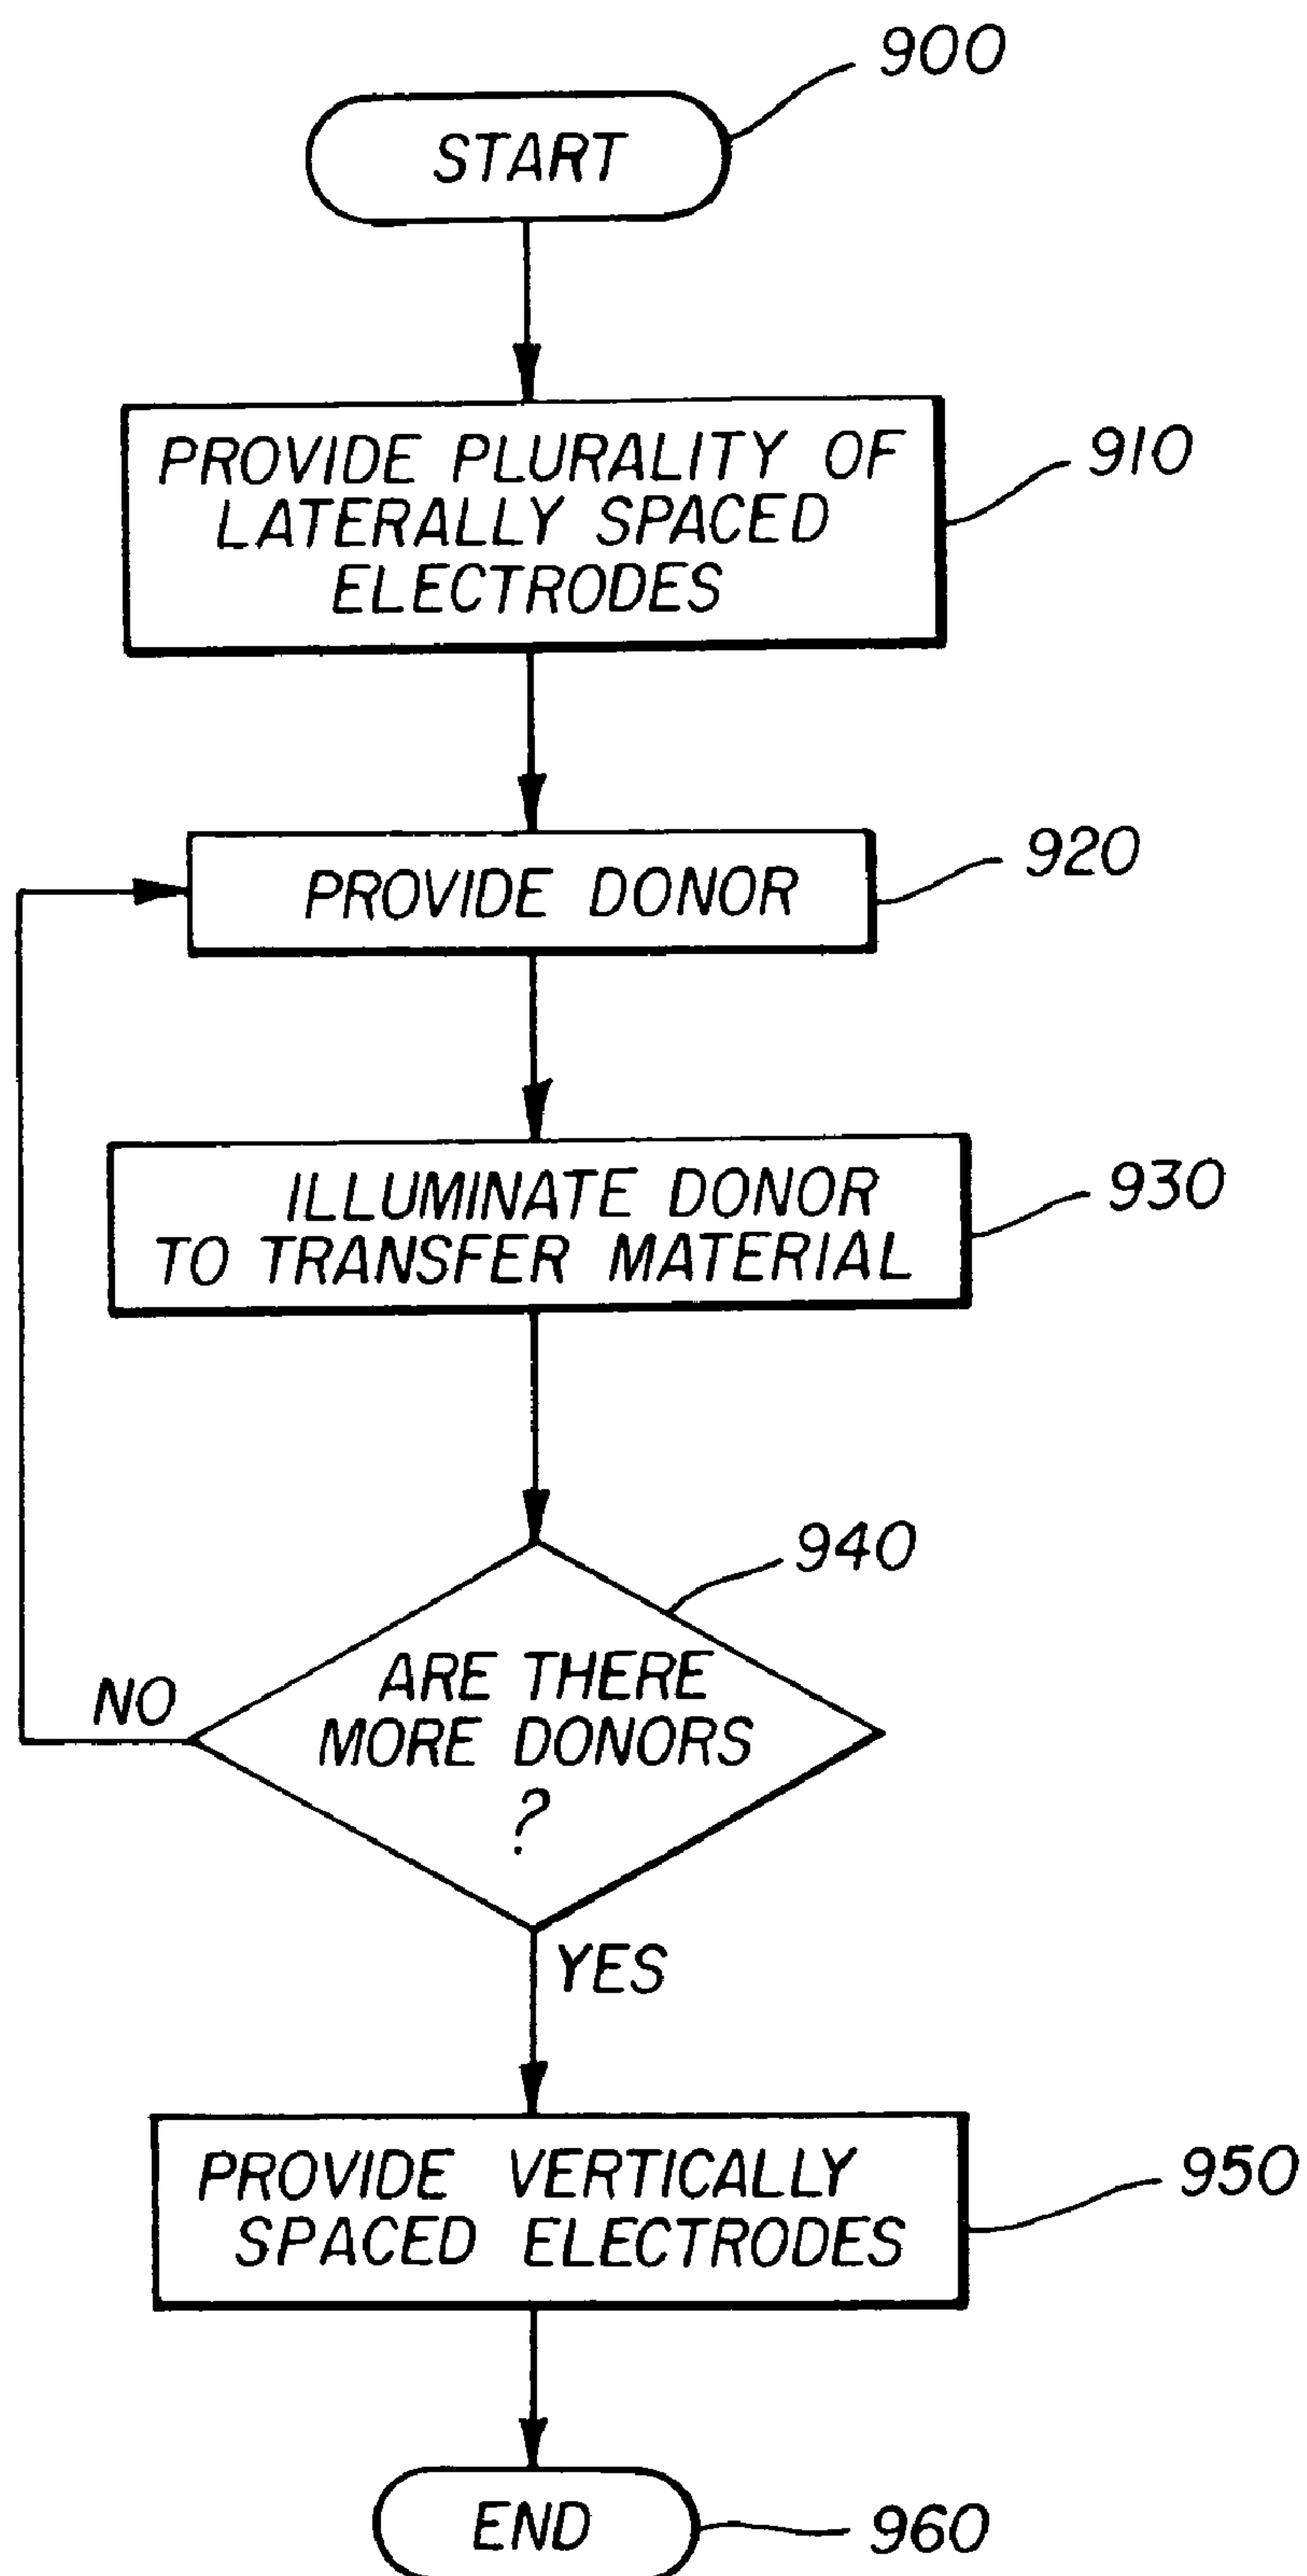 900
START
PROVIDE PLURALITY OF
LATERALLY SPACED
ELECTRODES
910
PROVIDE DONOR
920
ILLUMINATE DONOR
TO TRANSFER MATERIAL
930
940
ARE THERE
MORE DONORS
?
NO
YES
PROVIDE VERTICALLY
SPACED ELECTRODES
950
END
960